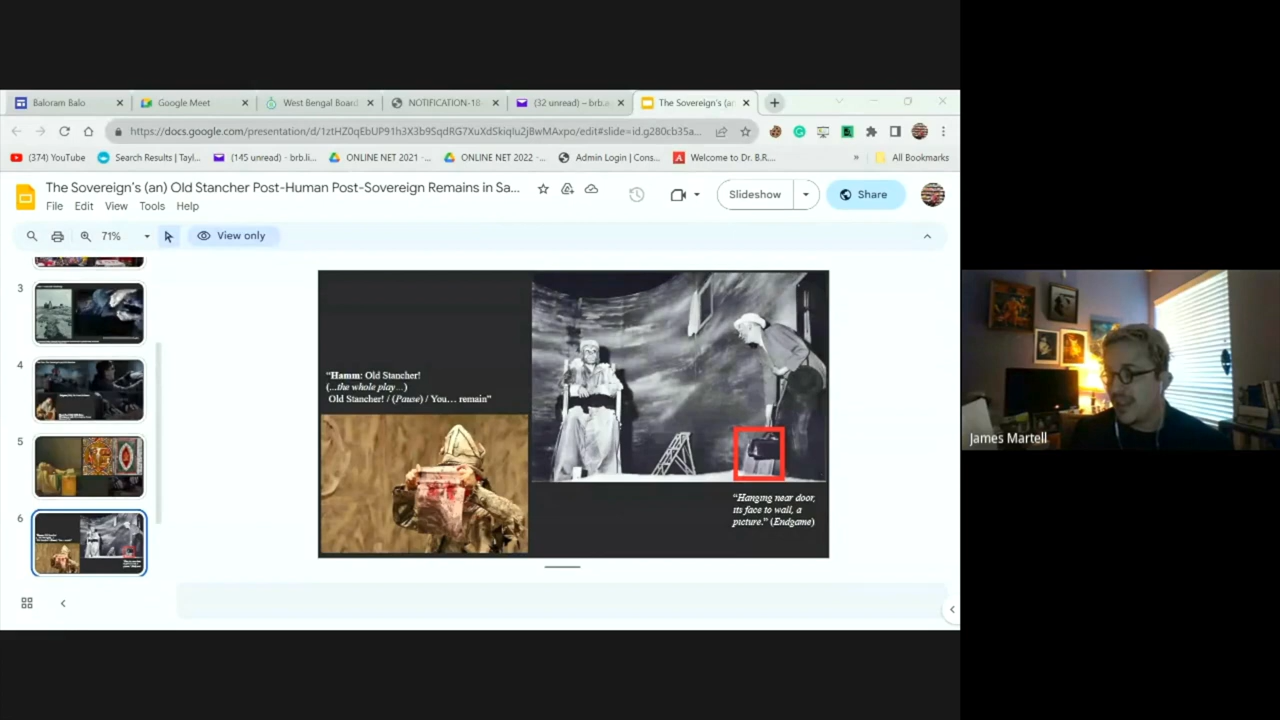 Baloram Balo
Google Meet
West Bengal Board
NOTIFICATION-18
(32 unread) – brb.a
The Sovereign's (an
https://docs.google.com/presentation/d/1ztHZ0qEbUP91h3X3b9SqdRG7XuXdSkiqIu2jBwMAxpo/edit#slide=id.g280cb35a...
(374) YouTube
Search Results | Tayl...
(145 unread) - brb.li...
ONLINE NET 2021 -...
ONLINE NET 2022 -...
Admin Login | Cons...
Welcome to Dr. B.R....
»
All Bookmarks
The Sovereign's (an) Old Stancher Post-Human Post-Sovereign Remains in Sa...
File Edit View Tools Help
Slideshow
Share
71%
View only
3
4
5
6
“Hamm: Old Stancher!
(...the whole play...)
Old Stancher! / (Pause) / You… remain”
“Hanging near door,
its face to wall, a
picture.” (Endgame)
James Martell